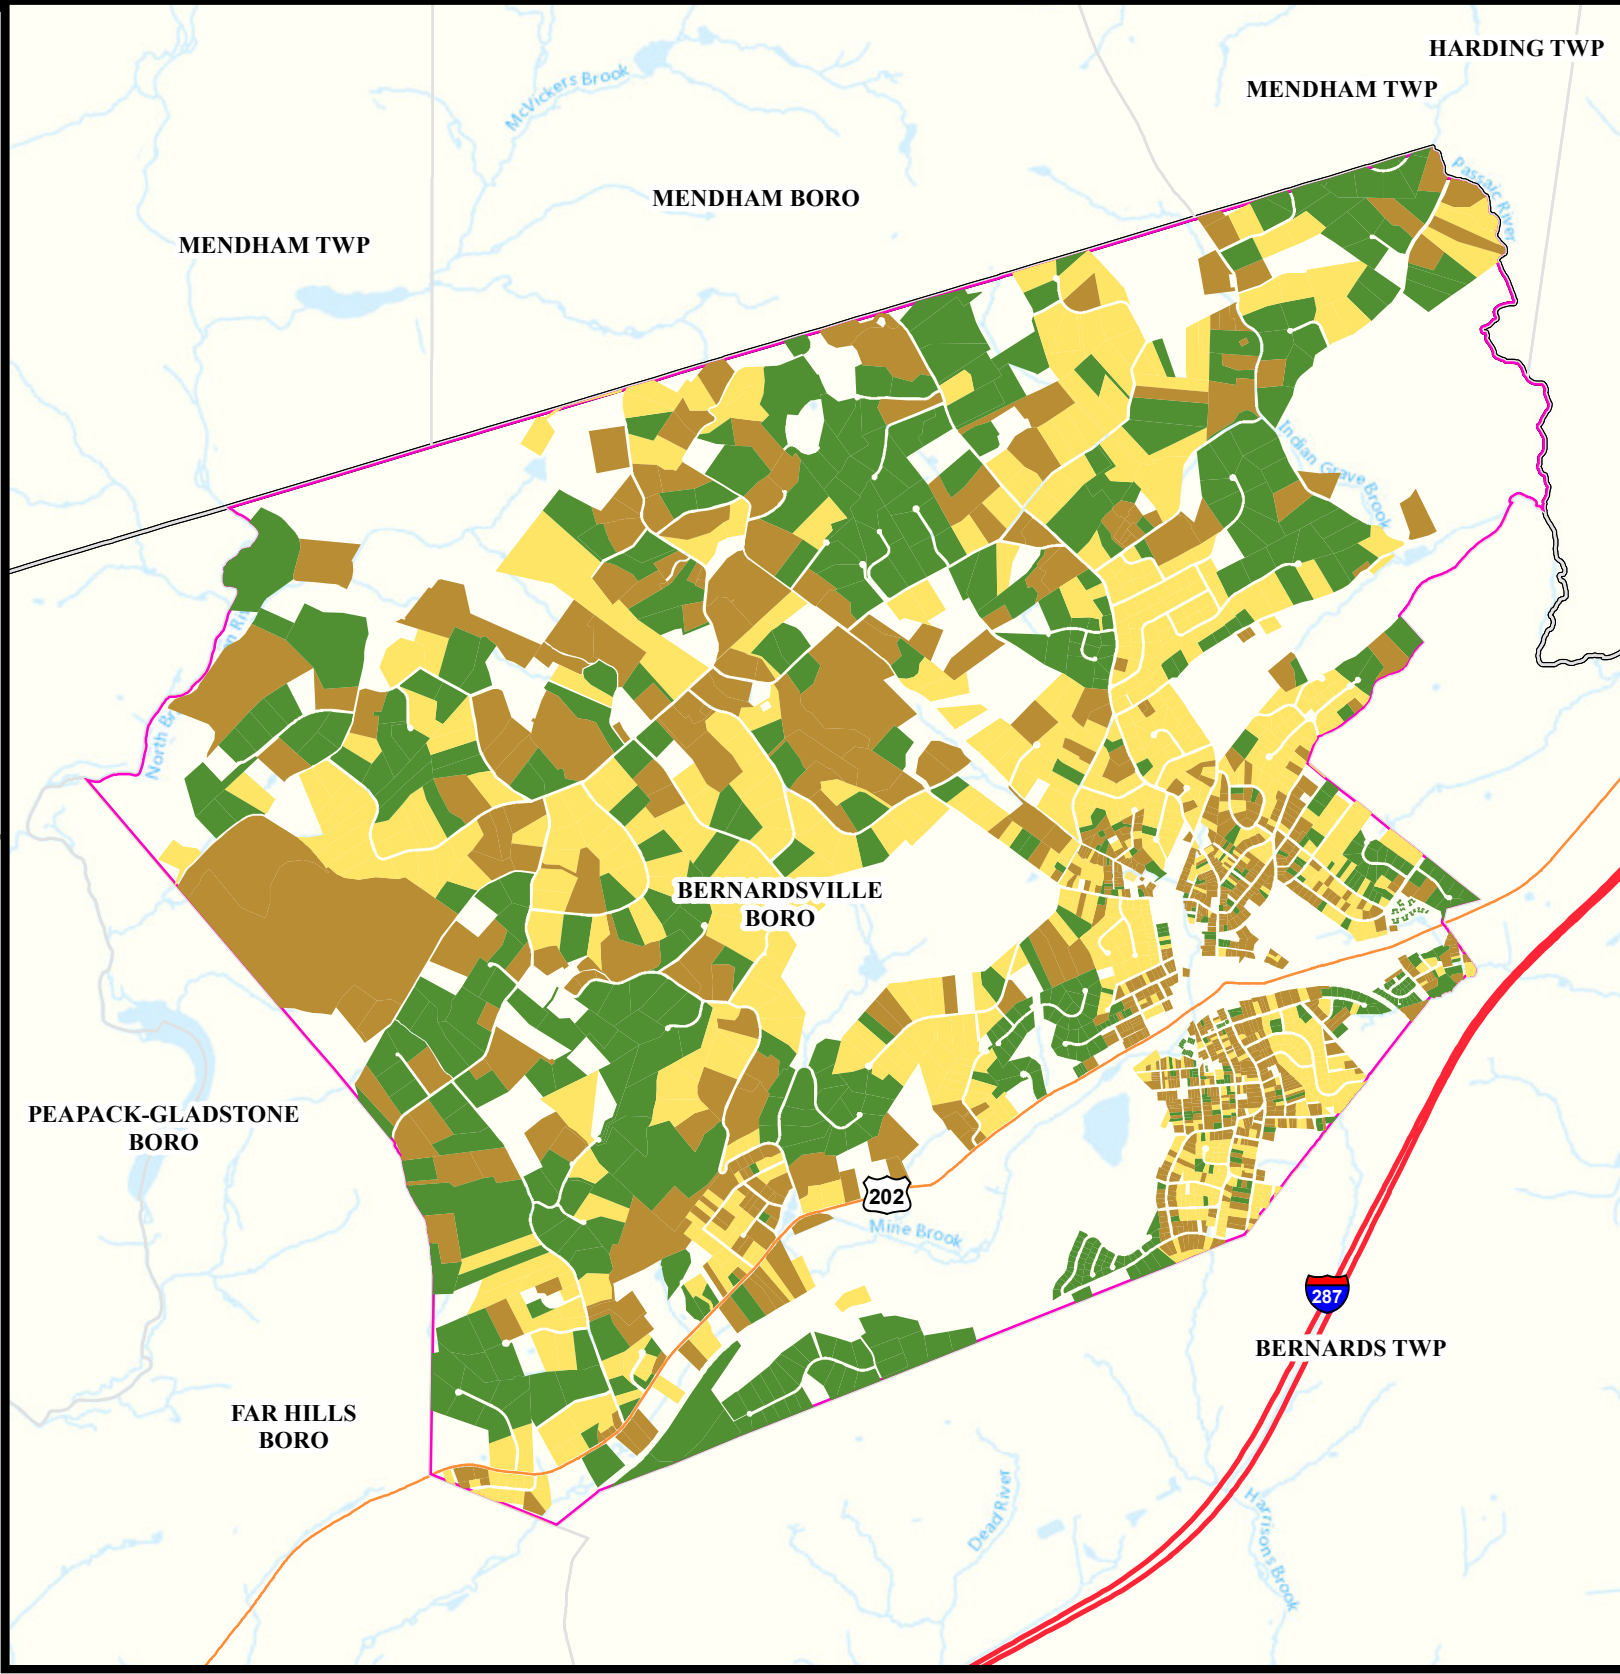 HARDING TWP
McVickers Brook
MENDHAM TWP
Passaic River
MENDHAM BORO
MENDHAM TWP
Indian Grave Brook
North Br
n Ri
BERNARDSVILLE
BORO
PEAPACK-GLADSTONE
BORO
202
Mine Brook
287
BERNARDS TWP
FAR HILLS
BORO
Dead River
Harrisons Brook